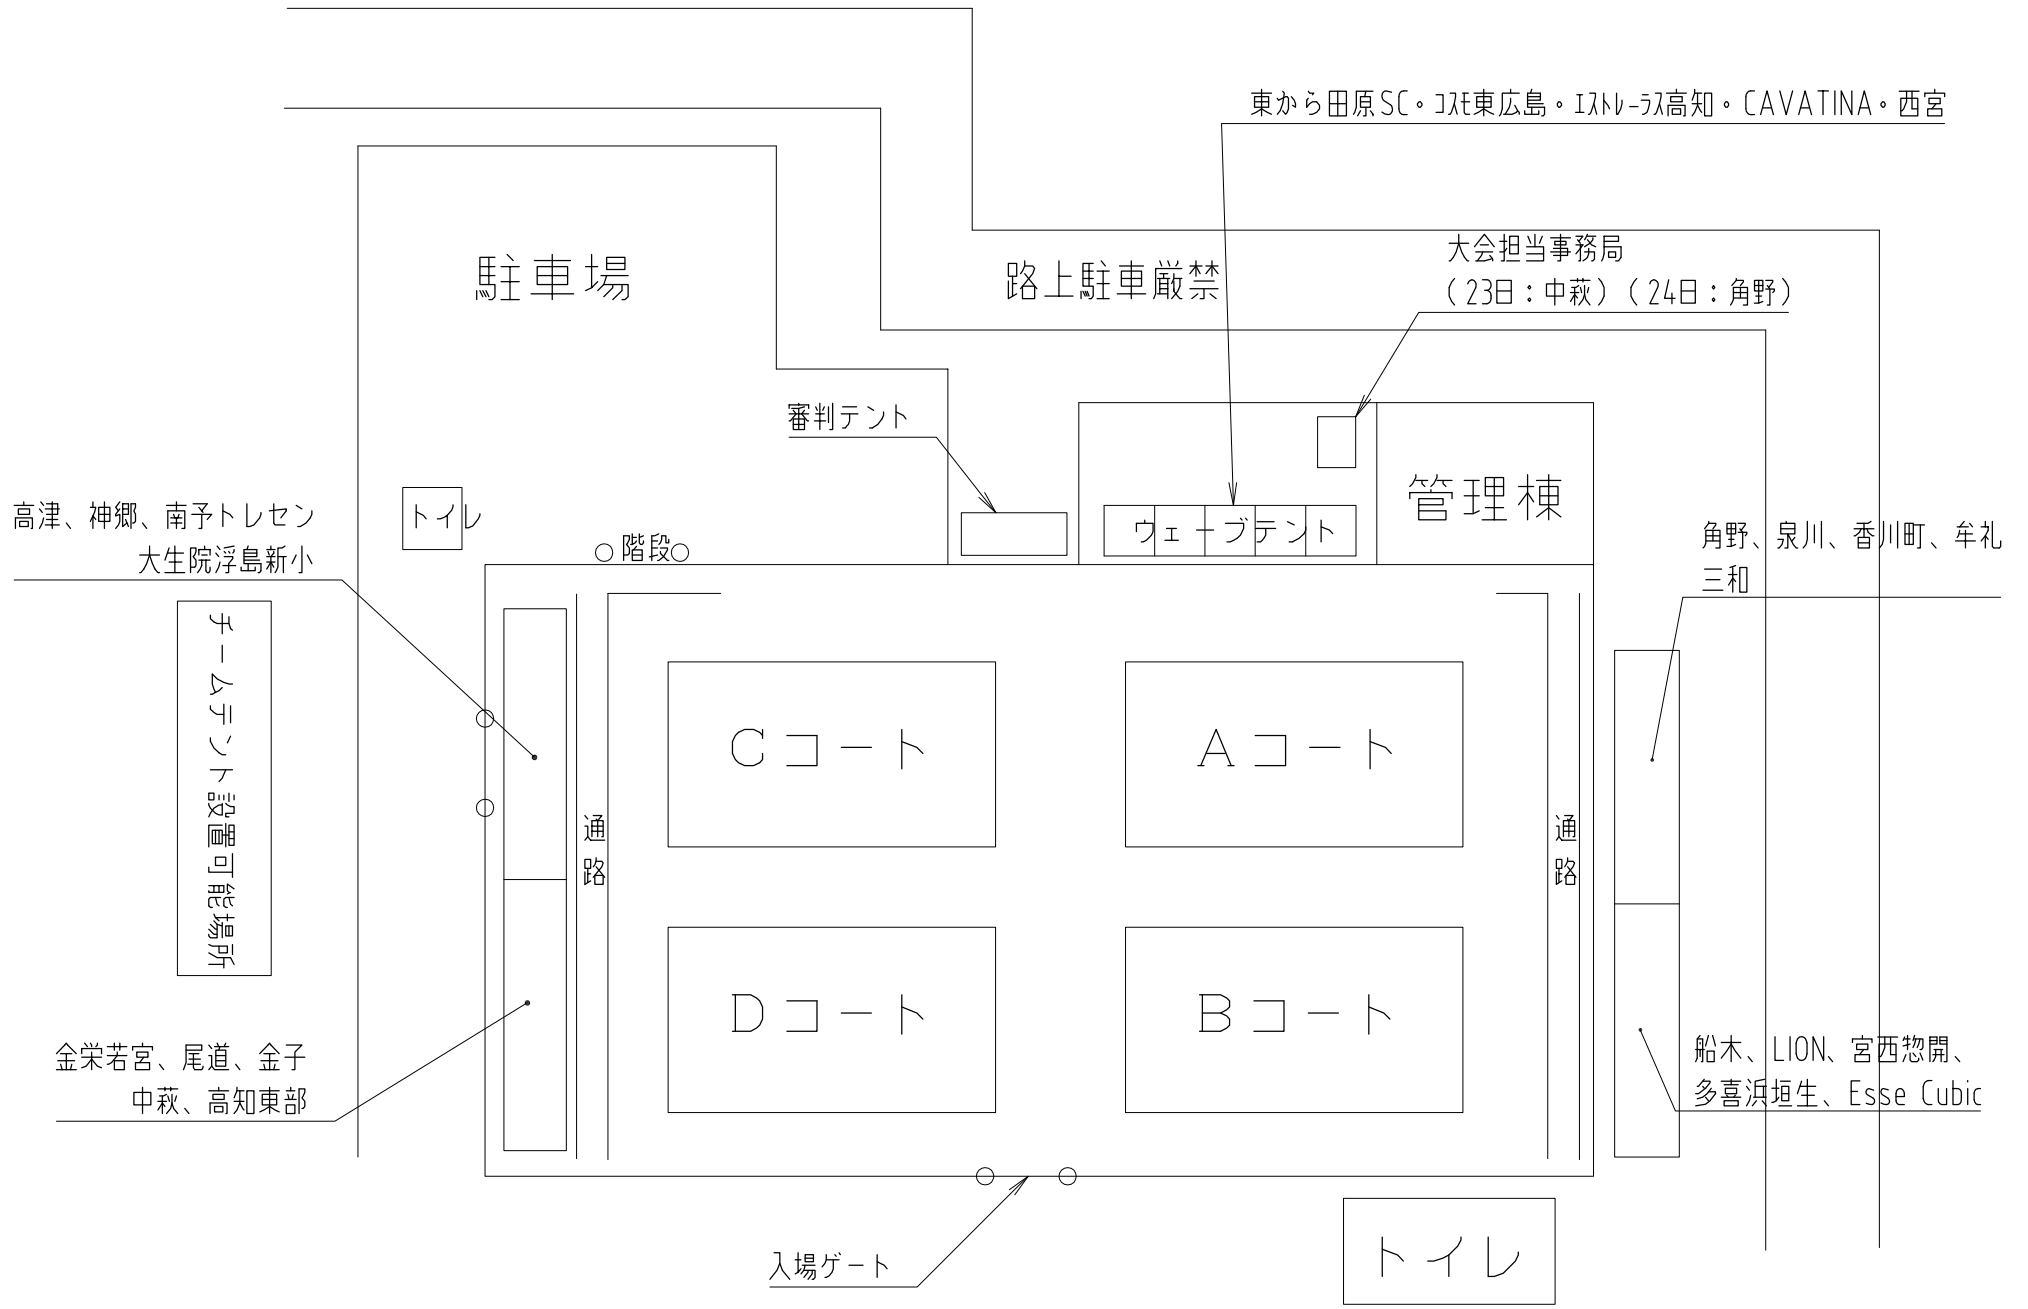 東から田原SC・コスモ東広島・エストレーラス高知・CAVATINA・西宮
大会担当事務局
(23日:中萩)(24日:角野)
駐車場
路上駐車厳禁
審判テント
管理棟
トイレ
ウェーブテント
階段
高津、神郷、南予トレセン
大生院浮島新小
角野、泉川、香川町、牟礼
三和
チームテント設置可能場所
Cコート
Aコート
通路
通路
Dコート
Bコート
金栄若宮、尾道、金子
中萩、高知東部
船木、LION、宮西惣開、
多喜浜垣生、Esse Cubic
入場ゲート
トイレ